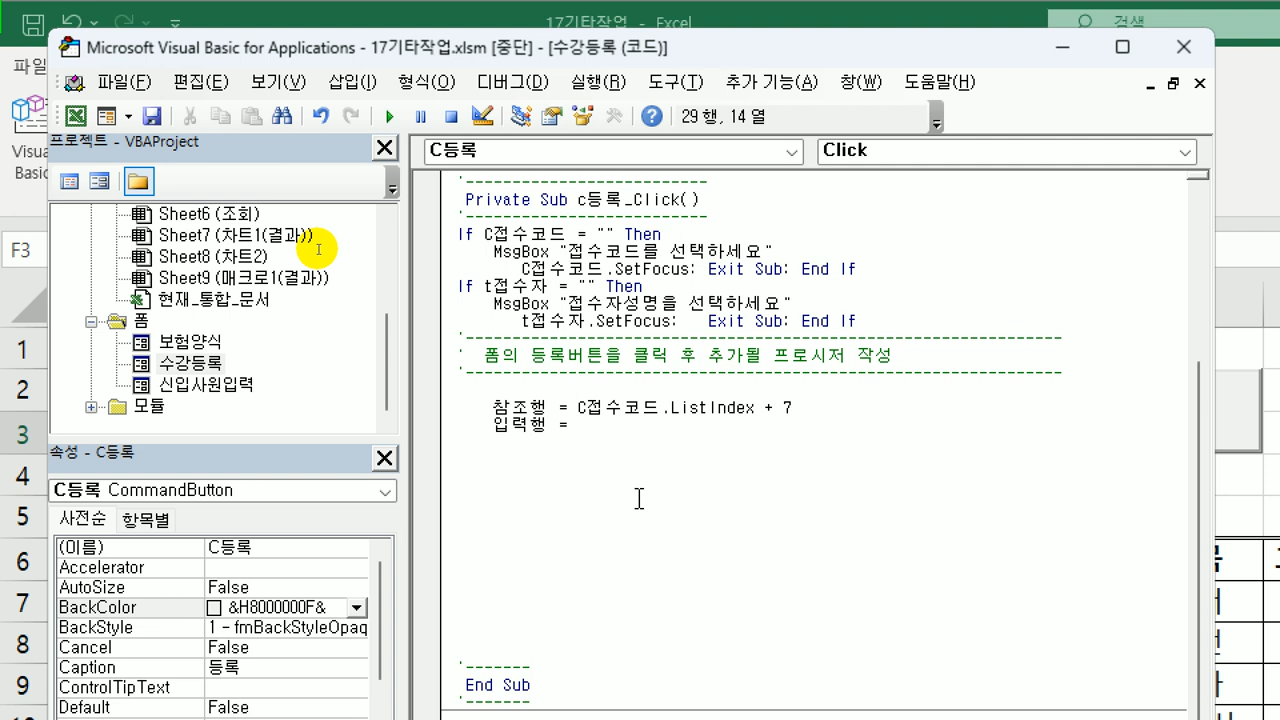 17기타작업 - Excel
검색
파일
Microsoft Visual Basic for Applications - 17기타작업.xlsm [중단] - [수강등록 (코드)]
파일(F) 편집(E) 보기(V) 삽입(I) 형식(O) 디버그(D) 실행(R) 도구(T) 추가 기능(A) 창(W) 도움말(H)
29 행, 14 열
Visua
Basic
프로젝트 - VBAProject
Sheet6 (조회)
Sheet7 (차트1(결과))
Sheet8 (차트2)
Sheet9 (매크로1(결과))
현재_통합_문서
폼
보험양식
수강등록
신입사원입력
모듈
속성 - C등록
C등록 CommandButton
사전순 항목별
(이름) C등록
Accelerator
AutoSize False
BackColor &H8000000F&
BackStyle 1 - fmBackStyleOpaq
Cancel False
Caption 등록
ControlTipText
Default False
C등록 Click
'--------------------------
Private Sub c등록_Click()
'--------------------------
If C접수코드 = "" Then
MsgBox "접수코드를 선택하세요"
C접수코드.SetFocus: Exit Sub: End If
If t접수자 = "" Then
MsgBox "접수자성명을 선택하세요"
t접수자.SetFocus: Exit Sub: End If
'----------------------------------------------------------------
' 폼의 등록버튼을 클릭 후 추가될 프로시저 작성
'----------------------------------------------------------------
참조행 = C접수코드.ListIndex + 7
입력행 =
'-------
End Sub
'-------
F3
1
2
3
4
5
6
7
8
9